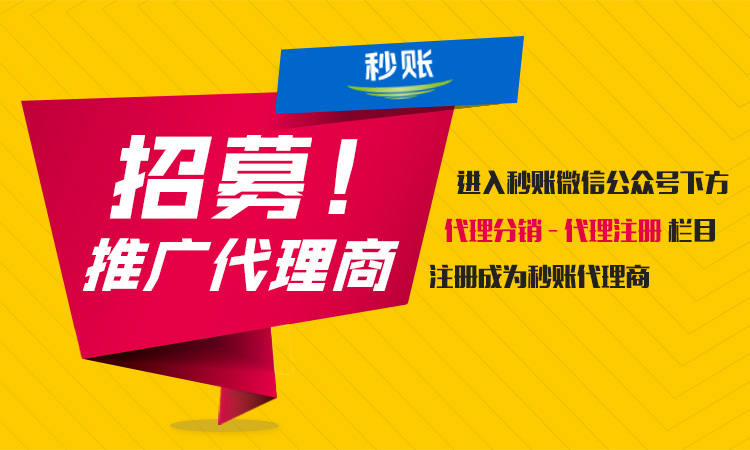 秒账
招募！
推广代理商
进入秒账微信公众号下方
代理分销 - 代理注册 栏目
注册成为秒账代理商